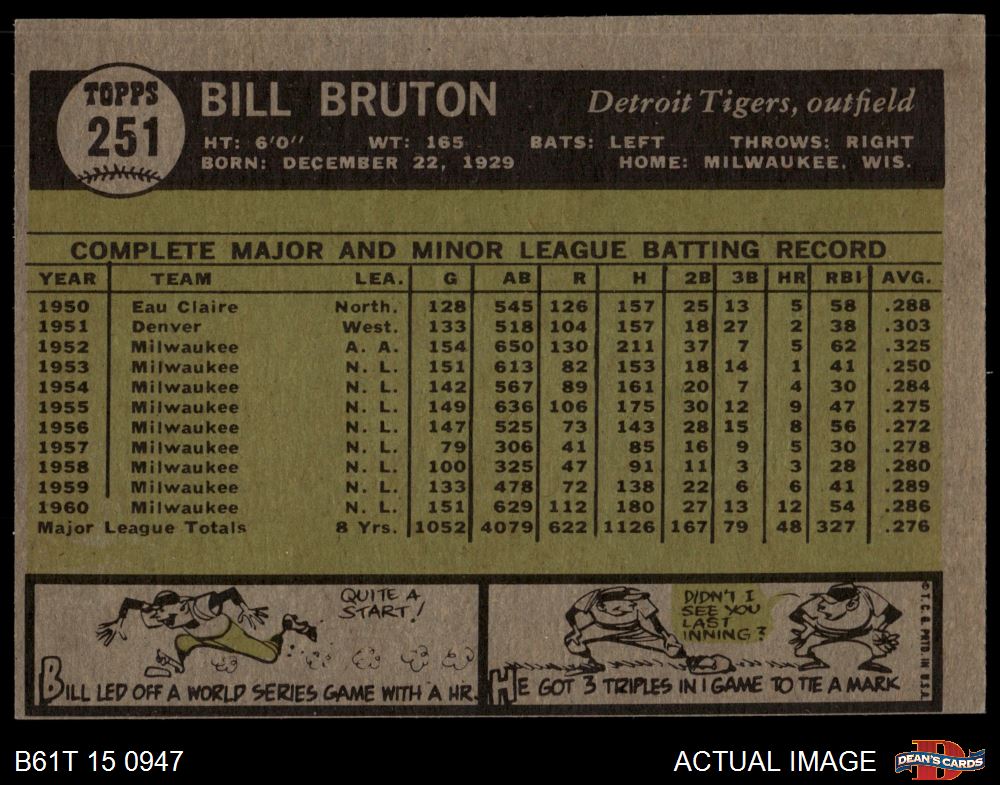 TOPPS
251
BILL BRUTON
Detroit Tigers, outfield
HT: 6'0" WT: 165 BATS: LEFT THROWS: RIGHT
BORN: DECEMBER 22, 1929 HOME: MILWAUKEE, WIS.
COMPLETE MAJOR AND MINOR LEAGUE BATTING RECORD
YEAR TEAM LEA. G AB R H 2B 3B HR RBI AVG.
1950 Eau Claire North. 128 545 126 157 25 13 5 58 .288
1951 Denver West. 133 518 104 157 18 27 2 38 .303
1952 Milwaukee A. A. 154 650 130 211 37 7 5 62 .325
1953 Milwaukee N. L. 151 613 82 153 18 14 1 41 .250
1954 Milwaukee N. L. 142 567 89 161 20 7 4 30 .284
1955 Milwaukee N. L. 149 636 106 175 30 12 9 47 .275
1956 Milwaukee N. L. 147 525 73 143 28 15 8 56 .272
1957 Milwaukee N. L. 79 306 41 85 16 9 5 30 .278
1958 Milwaukee N. L. 100 325 47 91 11 3 3 28 .280
1959 Milwaukee N. L. 133 478 72 138 22 6 6 41 .289
1960 Milwaukee N. L. 151 629 112 180 27 13 12 54 .286
Major League Totals 8 Yrs. 1052 4079 622 1126 167 79 48 327 .276
QUITE A
START!
BILL LED OFF A WORLD SERIES GAME WITH A HR.
DIDN'T I
SEE YOU
LAST
INNING?
HE GOT 3 TRIPLES IN 1 GAME TO TIE A MARK
© T. C. G. PRTD. IN U.S.A.
B61T 15 0947
ACTUAL IMAGE
DEAN'S CARDS